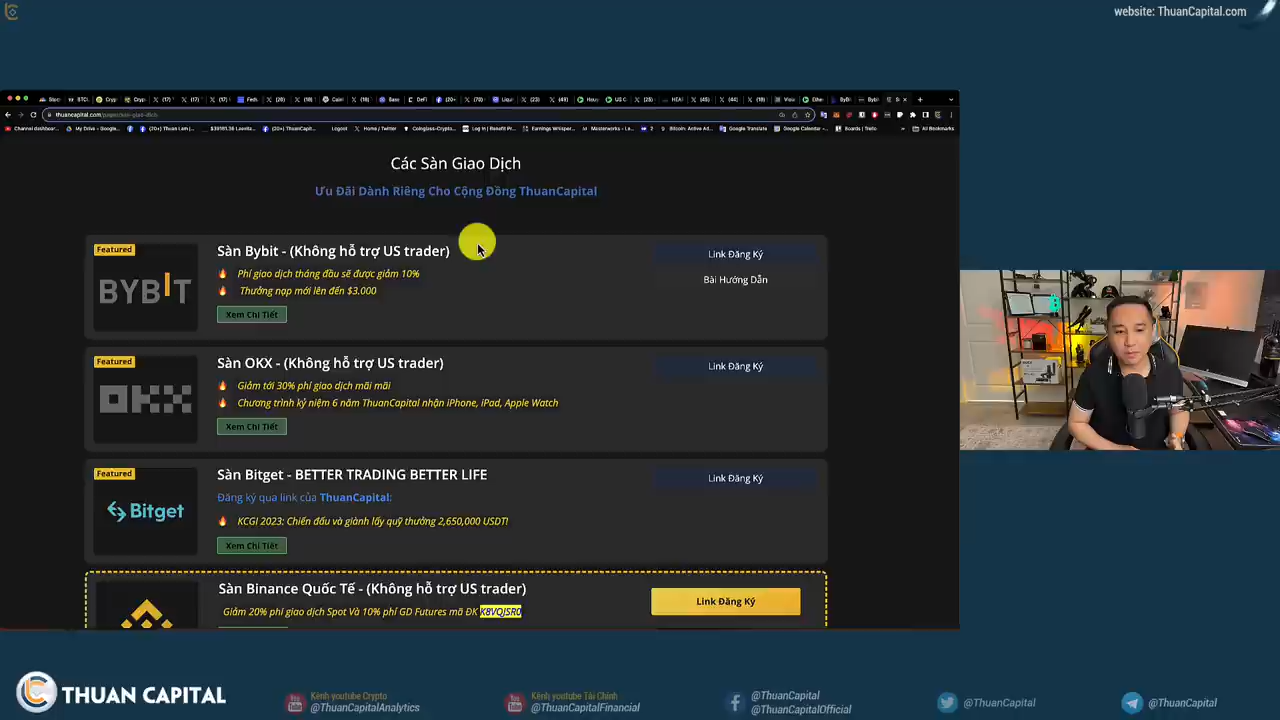 website: ThuanCapital.com
thuancapital.com/pages/san-giao-dich
Các Sàn Giao Dịch
Ưu Đãi Dành Riêng Cho Cộng Đồng ThuanCapital
Featured
BYBIT
Sàn Bybit - (Không hỗ trợ US trader)
Phí giao dịch tháng đầu sẽ được giảm 10%
Thưởng nạp mới lên đến $3.000
Xem Chi Tiết
Link Đăng Ký
Bài Hướng Dẫn
Featured
OKX
Sàn OKX - (Không hỗ trợ US trader)
Giảm tới 30% phí giao dịch mãi mãi
Chương trình kỷ niệm 6 năm ThuanCapital nhận iPhone, iPad, Apple Watch
Xem Chi Tiết
Link Đăng Ký
Featured
Bitget
Sàn Bitget - BETTER TRADING BETTER LIFE
Đăng ký qua link của ThuanCapital:
KCGI 2023: Chiến đấu và giành lấy quỹ thưởng 2,650,000 USDT!
Xem Chi Tiết
Link Đăng Ký
Sàn Binance Quốc Tế - (Không hỗ trợ US trader)
Giảm 20% phí giao dịch Spot Và 10% phí GD Futures mã ĐK K8VQJSR0
Link Đăng Ký
THUAN CAPITAL
Kênh youtube Crypto
@ThuanCapitalAnalytics
Kênh youtube Tài Chính
@ThuanCapitalFinancial
@ThuanCapital
@ThuanCapitalOfficial
@ThuanCapital
@ThuanCapital